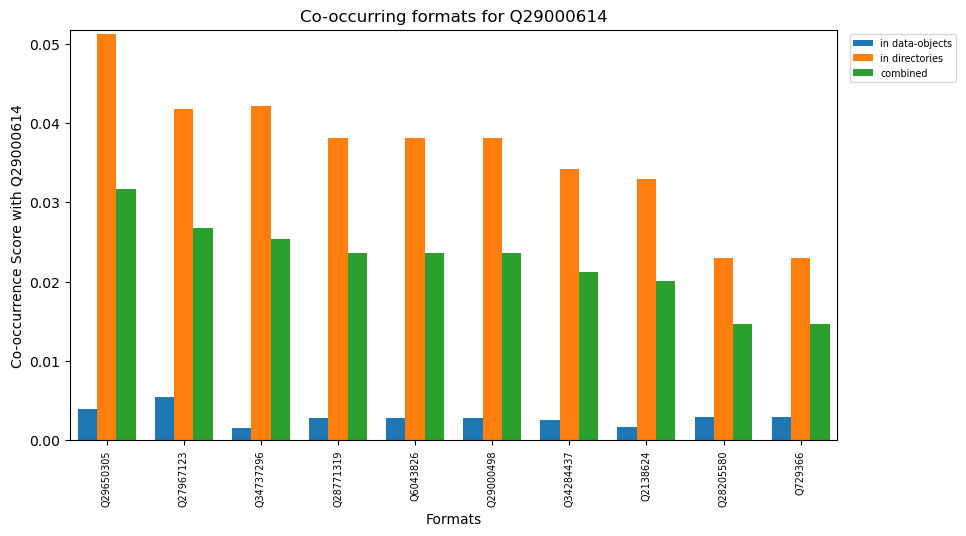 Co-occurring formats for Q29000614
in data-objects
in directories
combined
Co-occurrence Score with Q29000614
0.05
0.04
0.03
0.02
0.01
0.00
Q29650305
Q27967123
Q34737296
Q28771319
Q6043826
Q29000498
Q34284437
Q2138624
Q28205580
Q729366
Formats